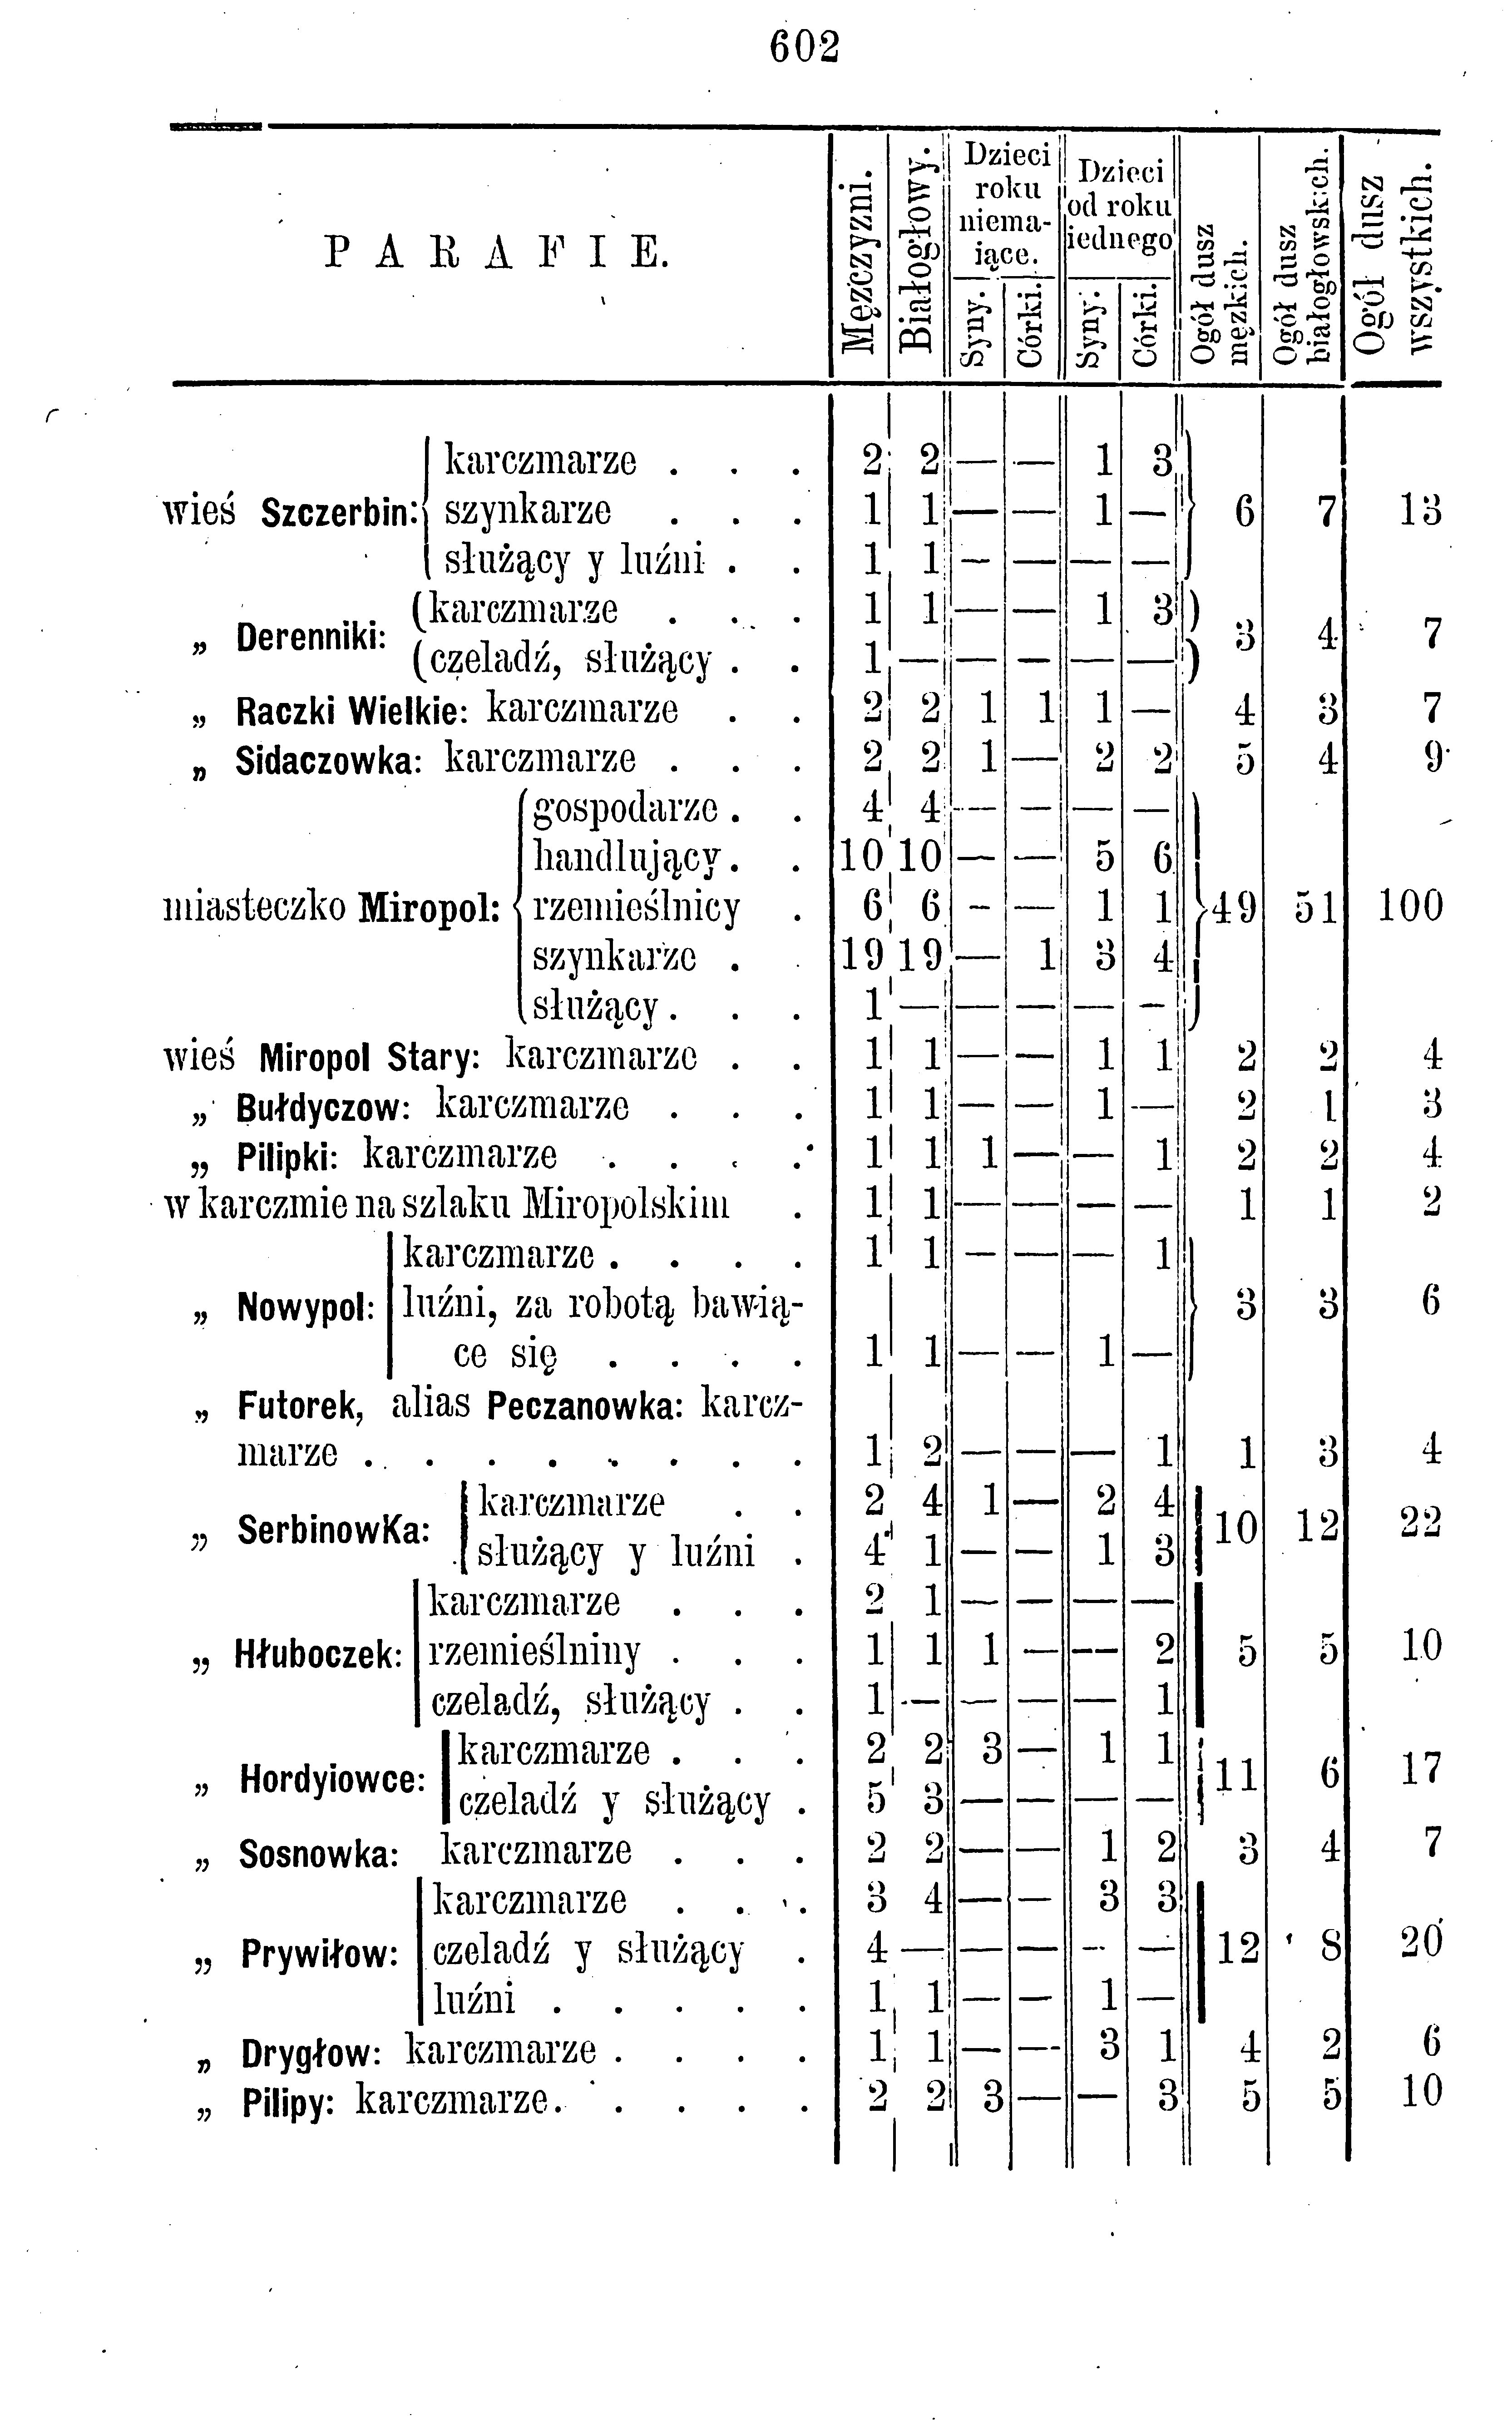 602
PARAFIE.
Mężczyzni.
Białogłowy.
Dzieci
roku
niema-
iące.
Syny.
Córki.
Dzieci
od roku
iednego
Syny.
Córki.
Ogół dusz
męzkich.
Ogół dusz
białogłowskich.
Ogół dusz
wszystkich.
karczmarze . . . 2 2 — — 1 3
wieś Szczerbin: szynkarze . . . 1 1 — — 1 — 6 7 13
służący y luźni . . 1 1 — — — —
karczmarze . . . 1 1 — — 1 3
„ Derenniki: 3 4 7
czeladź, służący . . 1 — — — — —
„ Raczki Wielkie: karczmarze . . 2 2 1 1 1 — 4 3 7
„ Sidaczowka: karczmarze . . . 2 2 1 — 2 2 5 4 9
gospodarze . . 4 4 — — — —
handlujący . . 10 10 — — 5 6
miasteczko Miropol: rzemieślnicy . 6 6 — — 1 1 49 51 100
szynkarze . . 19 19 — 1 3 4
służący . . . 1 — — — — —
wieś Miropol Stary: karczmarze . . 1 1 — — 1 1 2 2 4
„ Bułdyczow: karczmarze . . . 1 1 — — 1 — 2 1 3
„ Pilipki: karczmarze . . . . 1 1 1 — — 1 2 2 4
w karczmie na szlaku Miropolskim . 1 1 — — — — 1 1 2
karczmarze . . . . 1 1 — — — 1
„ Nowypol: luźni, za robotą bawią- 3 3 6
ce się . . . . 1 1 — — 1 —
„ Futorek, alias Peczanowka: karcz-
marze . . . . . . . . 1 2 — — — 1 1 3 4
karczmarze . . 2 4 1 — 2 4
„ SerbinowKa: 10 12 22
służący y luźni . 4 1 — — 1 3
karczmarze . . . 2 1 — — — —
„ Hłuboczek: rzemieślniny . . . 1 1 1 — — 2 5 5 10
czeladź, służący . . 1 — — — — 1
karczmarze . . . 2 2 3 — 1 1
„ Hordyiowce: 11 6 17
czeladź y służący . 5 3 — — — —
„ Sosnowka: karczmarze . . . 2 2 — — 1 2 3 4 7
karczmarze . . . 3 4 — — 3 3
„ Prywiłow: czeladź y służący . 4 — — — — — 12 8 20
luźni . . . . . 1 1 — — 1 —
„ Drygłow: karczmarze . . . . 1 1 — — 3 1 4 2 6
„ Pilipy: karczmarze . . . . . 2 2 3 — — 3 5 5 10